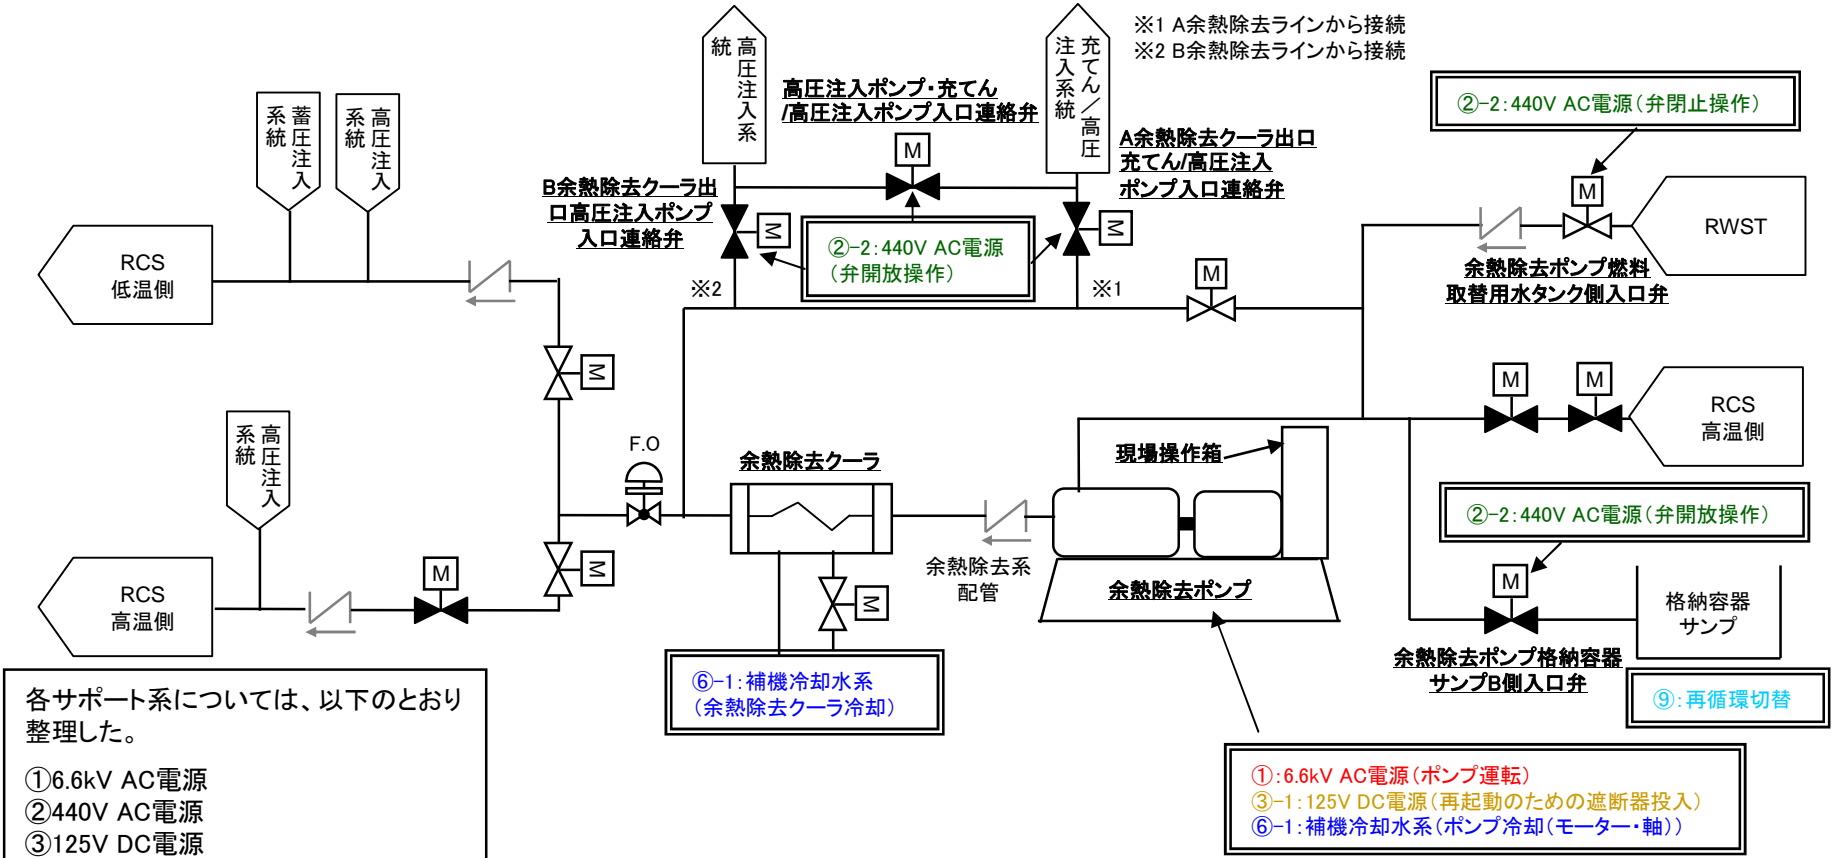 ※1 A余熱除去ラインから接続
※2 B余熱除去ラインから接続
高圧注入系
統
充てん／高圧
注入系統
高圧注入ポンプ・充てん
/高圧注入ポンプ入口連絡弁
M
②-2:440V AC電源(弁閉止操作)
蓄圧注入
系統
高圧注入
系統
A余熱除去クーラ出口
充てん/高圧注入
ポンプ入口連絡弁
B余熱除去クーラ出
口高圧注入ポンプ
入口連絡弁
M
M
M
RWST
②-2:440V AC電源
(弁開放操作)
RCS
低温側
余熱除去ポンプ燃料
取替用水タンク側入口弁
※2
※1
M
M
M
M
RCS
高温側
高圧注入
系統
F.O
余熱除去クーラ
現場操作箱
②-2:440V AC電源(弁開放操作)
余熱除去系
配管
余熱除去ポンプ
M
M
M
M
RCS
高温側
格納容器
サンプ
余熱除去ポンプ格納容器
サンプB側入口弁
⑥-1:補機冷却水系
(余熱除去クーラ冷却)
⑨:再循環切替
各サポート系については、以下のとおり
整理した。
①6.6kV AC電源
②440V AC電源
③125V DC電源
①:6.6kV AC電源(ポンプ運転)
③-1:125V DC電源(再起動のための遮断器投入)
⑥-1:補機冷却水系(ポンプ冷却(モーター・軸))